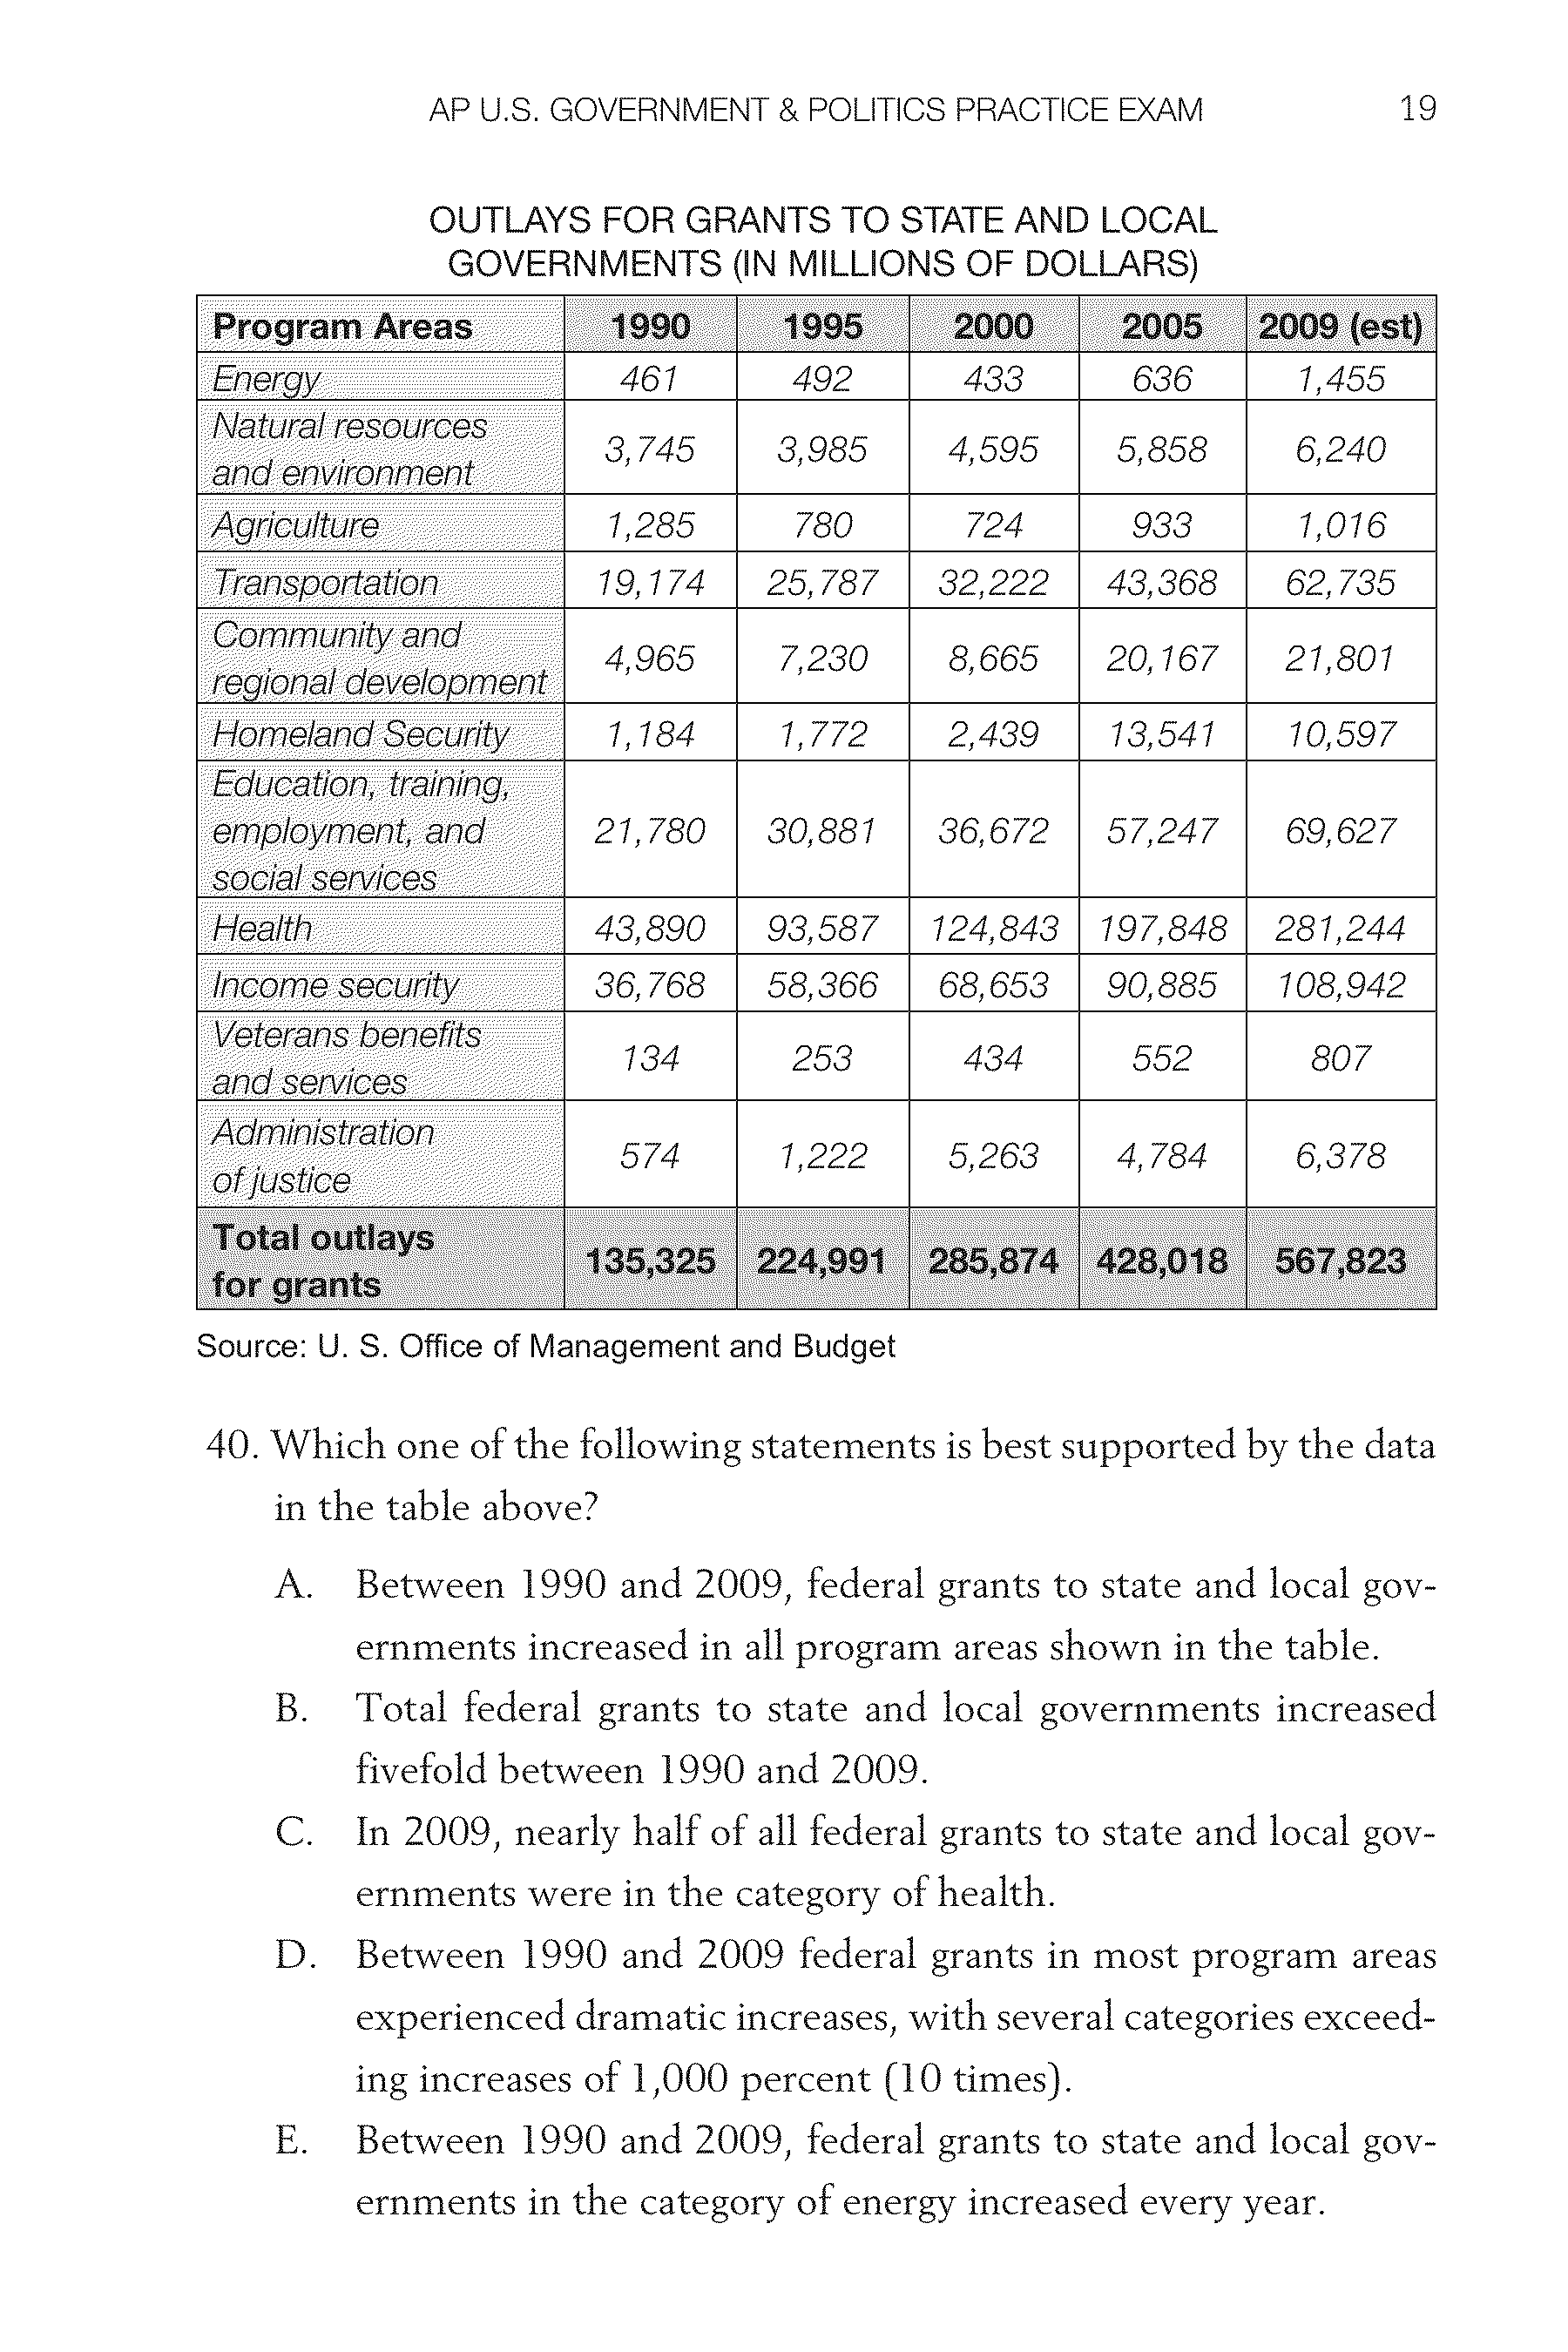 AP U.S. GOVERNMENT & POLITICS PRACTICE EXAM 19
OUTLAYS FOR GRANTS TO STATE AND LOCAL
GOVERNMENTS (IN MILLIONS OF DOLLARS)
Program Areas 1990 1995 2000 2005 2009 (est)
Energy 461 492 433 636 1,455
Natural resources
and environment 3,745 3,985 4,595 5,858 6,240
Agriculture 1,285 780 724 933 1,016
Transportation 19,174 25,787 32,222 43,368 62,735
Community and
regional development 4,965 7,230 8,665 20,167 21,801
Homeland Security 1,184 1,772 2,439 13,541 10,597
Education, training,
employment, and 21,780 30,881 36,672 57,247 69,627
social services
Health 43,890 93,587 124,843 197,848 281,244
Income security 36,768 58,366 68,653 90,885 108,942
Veterans benefits
and services 134 253 434 552 807
Administration
of justice 574 1,222 5,263 4,784 6,378
Total outlays
for grants 135,325 224,991 285,874 428,018 567,823
Source: U. S. Office of Management and Budget
40. Which one of the following statements is best supported by the data
in the table above?
A. Between 1990 and 2009, federal grants to state and local gov-
ernments increased in all program areas shown in the table.
B. Total federal grants to state and local governments increased
fivefold between 1990 and 2009.
C. In 2009, nearly half of all federal grants to state and local gov-
ernments were in the category of health.
D. Between 1990 and 2009 federal grants in most program areas
experienced dramatic increases, with several categories exceed-
ing increases of 1,000 percent (10 times).
E. Between 1990 and 2009, federal grants to state and local gov-
ernments in the category of energy increased every year.